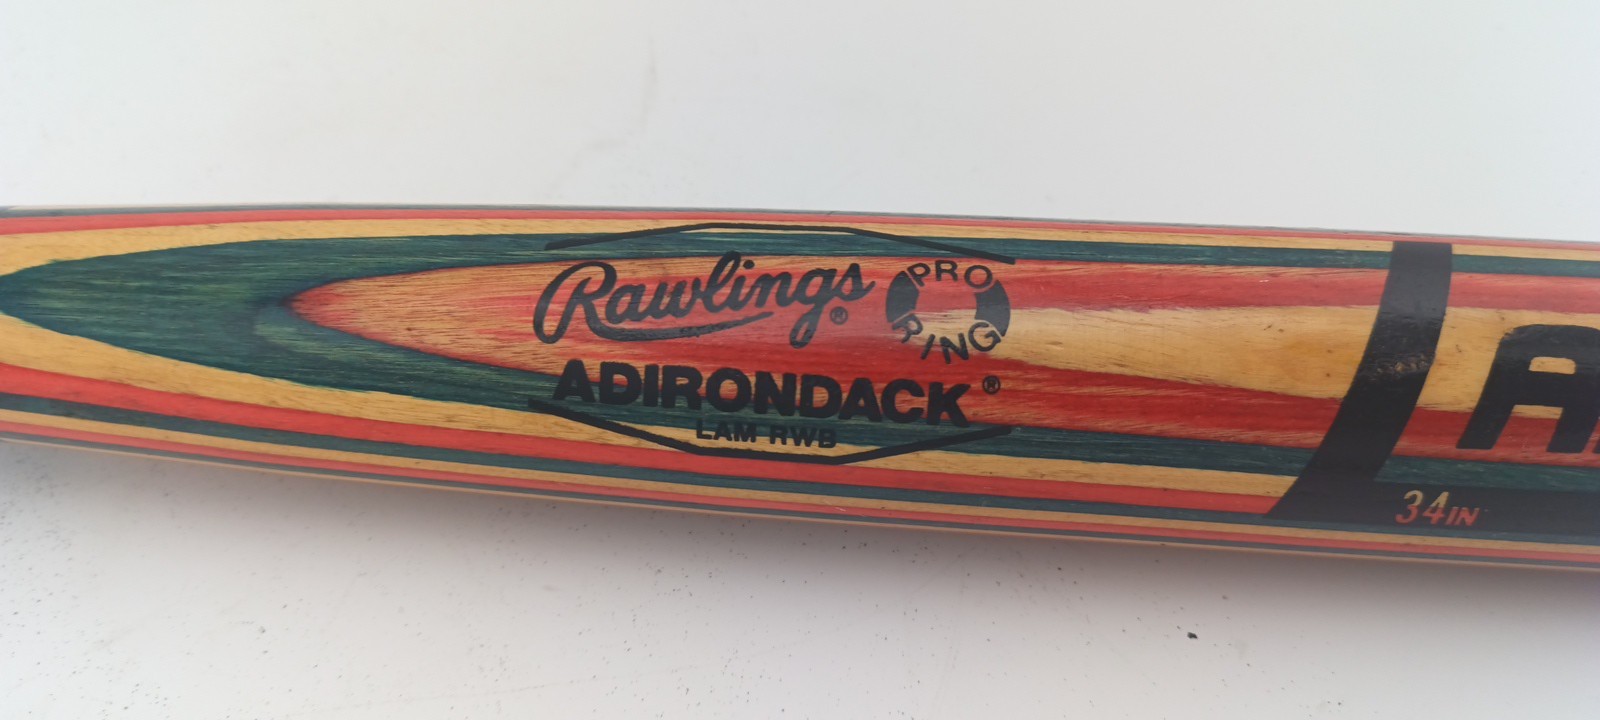 Rawlings®
PRO RING
ADIRONDACK®
LAM RWB
34IN